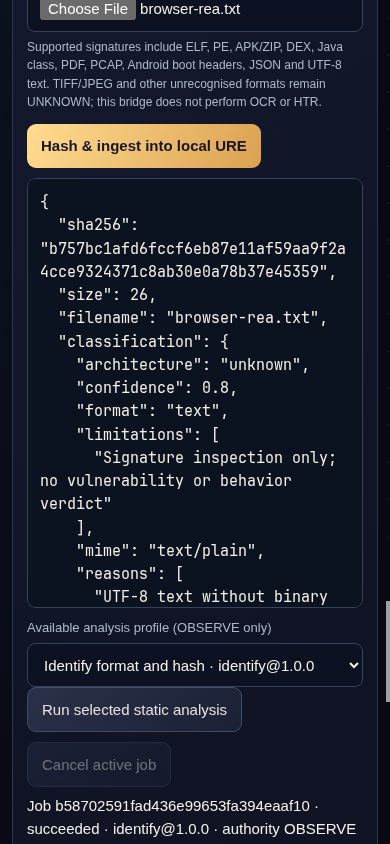 Choose File browser-rea.txt
Supported signatures include ELF, PE, APK/ZIP, DEX, Java
class, PDF, PCAP, Android boot headers, JSON and UTF-8
text. TIFF/JPEG and other unrecognised formats remain
UNKNOWN; this bridge does not perform OCR or HTR.
Hash & ingest into local URE
{
"sha256":
"b757bc1afd6fccf6eb87e11af59aa9f2a
4cce9324371c8ab30e0a78b37e45359",
"size": 26,
"filename": "browser-rea.txt",
"classification": {
"architecture": "unknown",
"confidence": 0.8,
"format": "text",
"limitations": [
"Signature inspection only;
no vulnerability or behavior
verdict"
],
"mime": "text/plain",
"reasons": [
"UTF-8 text without binary
Available analysis profile (OBSERVE only)
Identify format and hash · identify@1.0.0
Run selected static analysis
Cancel active job
Job b58702591fad436e99653fa394eaaf10 ·
succeeded · identify@1.0.0 · authority OBSERVE